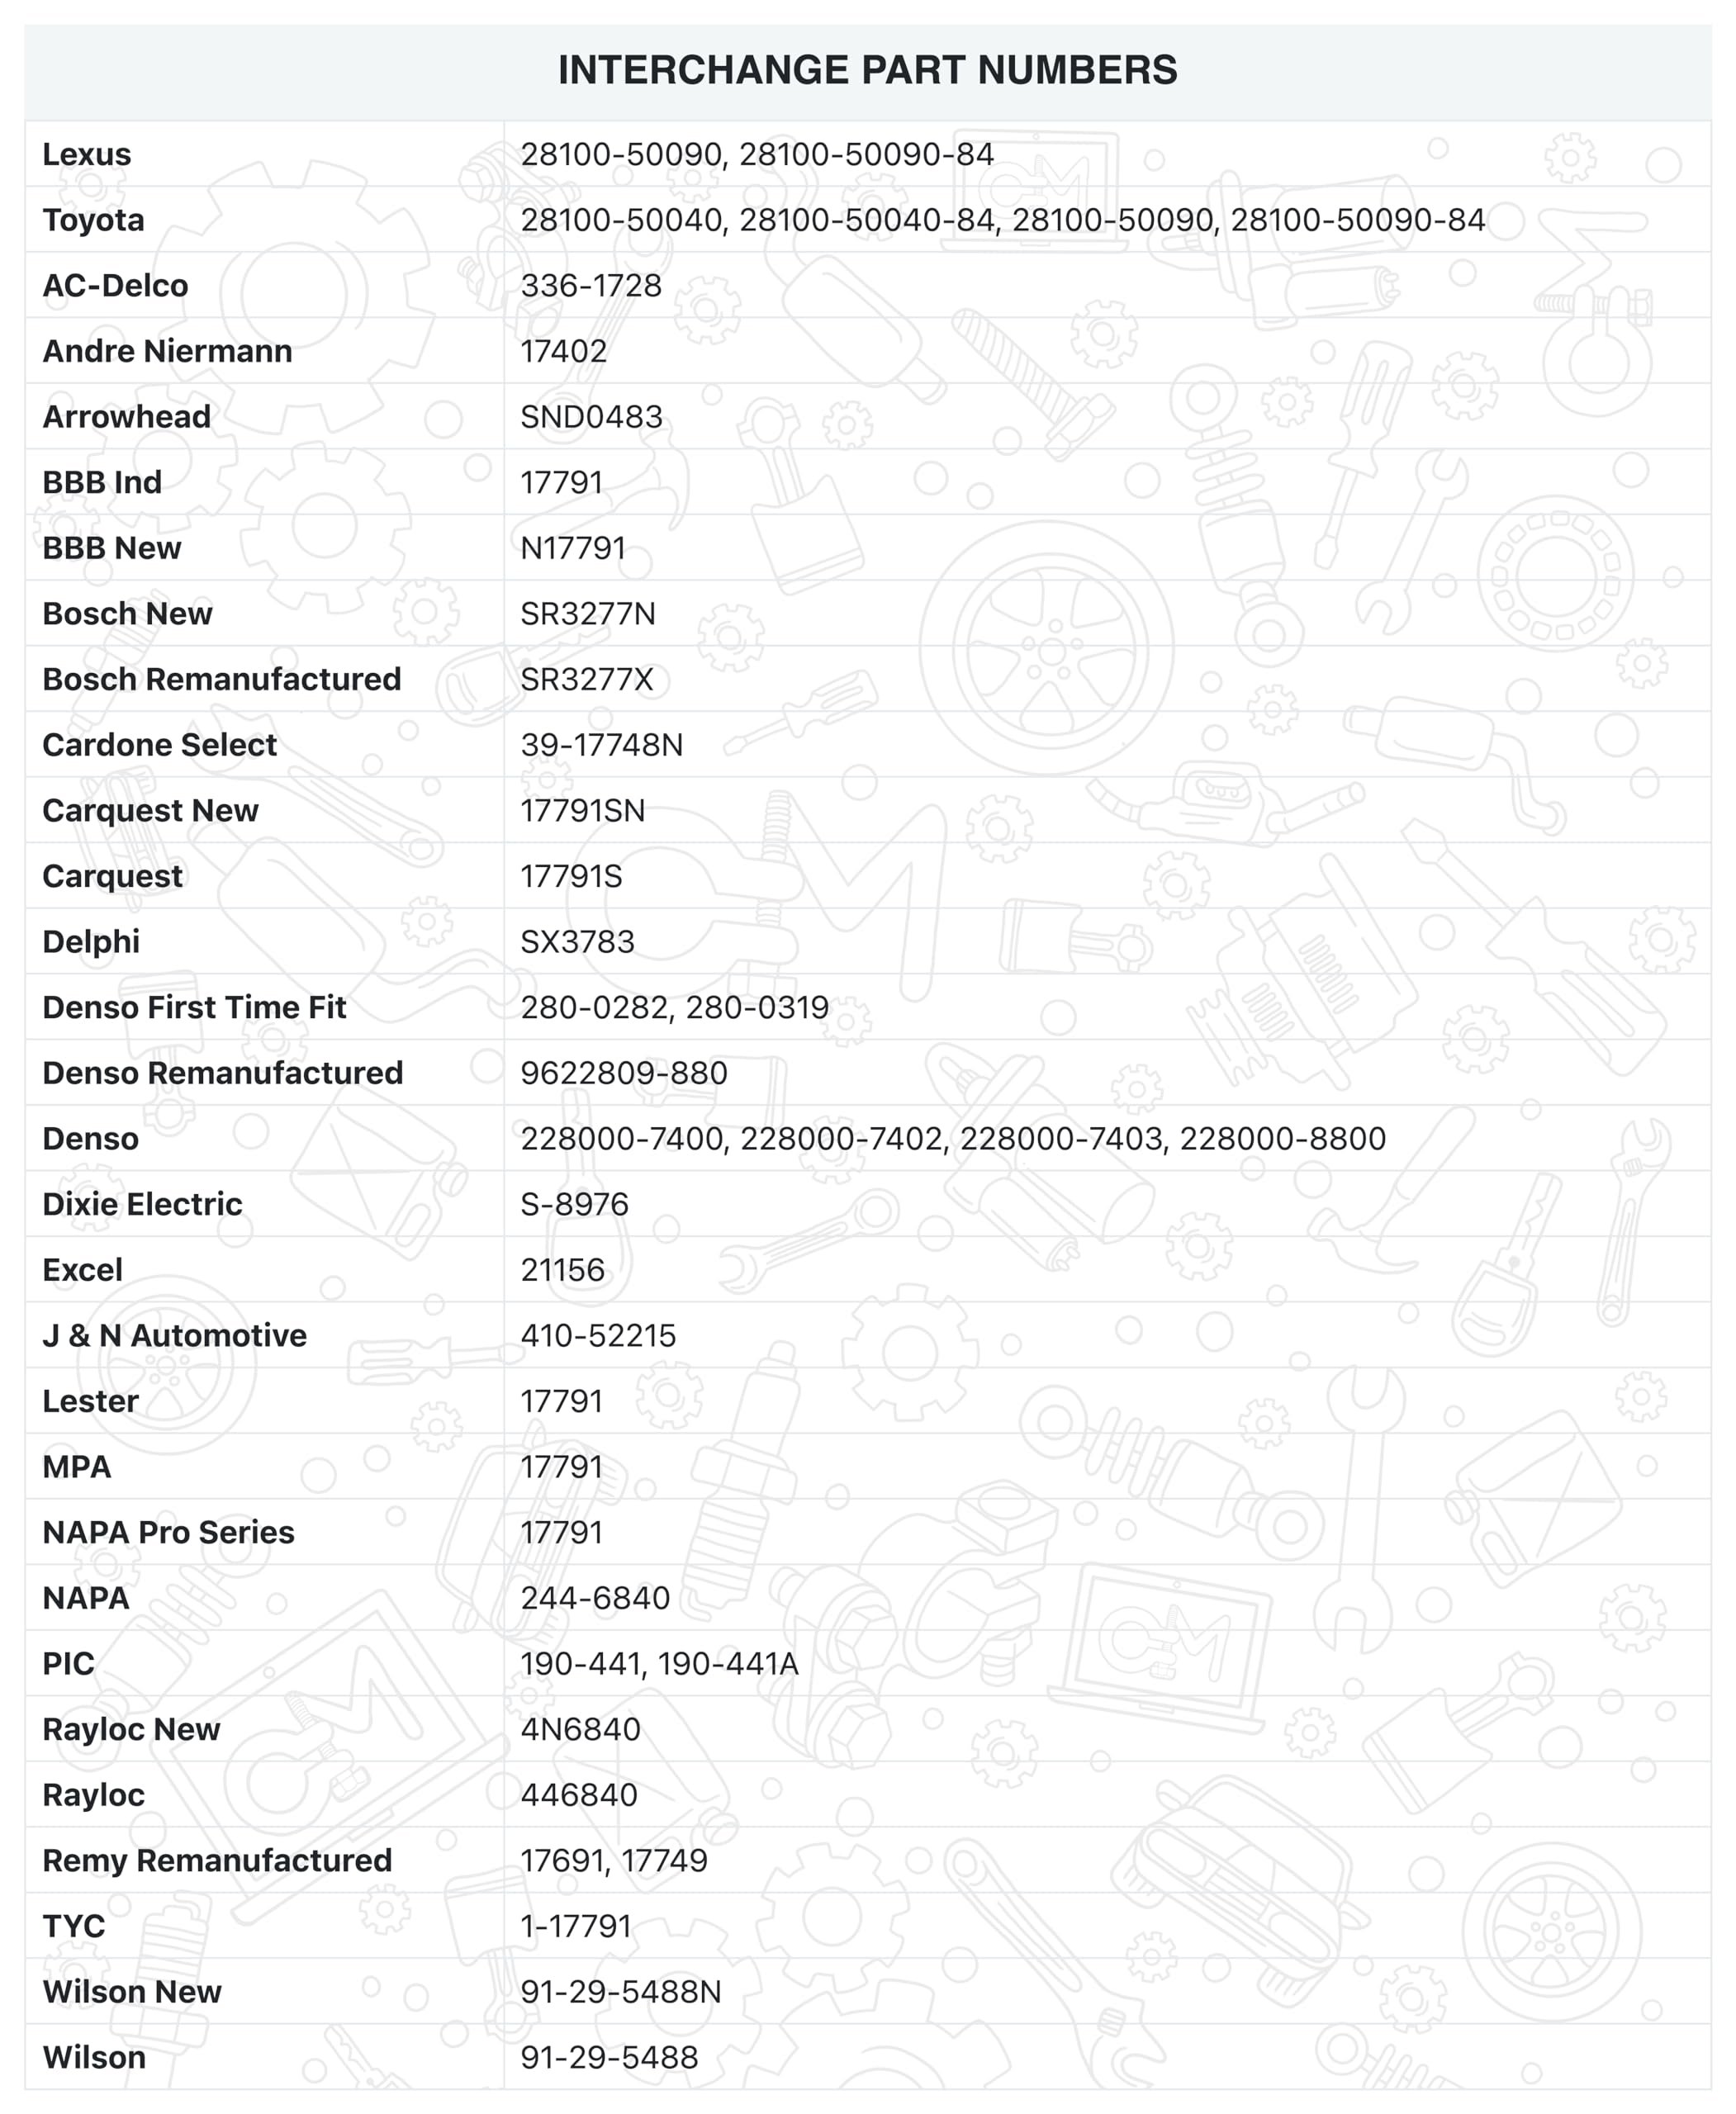 INTERCHANGE PART NUMBERS
Lexus 28100-50090, 28100-50090-84
Toyota 28100-50040, 28100-50040-84, 28100-50090, 28100-50090-84
AC-Delco 336-1728
Andre Niermann 17402
Arrowhead SND0483
BBB Ind 17791
BBB New N17791
Bosch New SR3277N
Bosch Remanufactured SR3277X
Cardone Select 39-17748N
Carquest New 17791SN
Carquest 17791S
Delphi SX3783
Denso First Time Fit 280-0282, 280-0319
Denso Remanufactured 9622809-880
Denso 228000-7400, 228000-7402, 228000-7403, 228000-8800
Dixie Electric S-8976
Excel 21156
J & N Automotive 410-52215
Lester 17791
MPA 17791
NAPA Pro Series 17791
NAPA 244-6840
PIC 190-441, 190-441A
Rayloc New 4N6840
Rayloc 446840
Remy Remanufactured 17691, 17749
TYC 1-17791
Wilson New 91-29-5488N
Wilson 91-29-5488